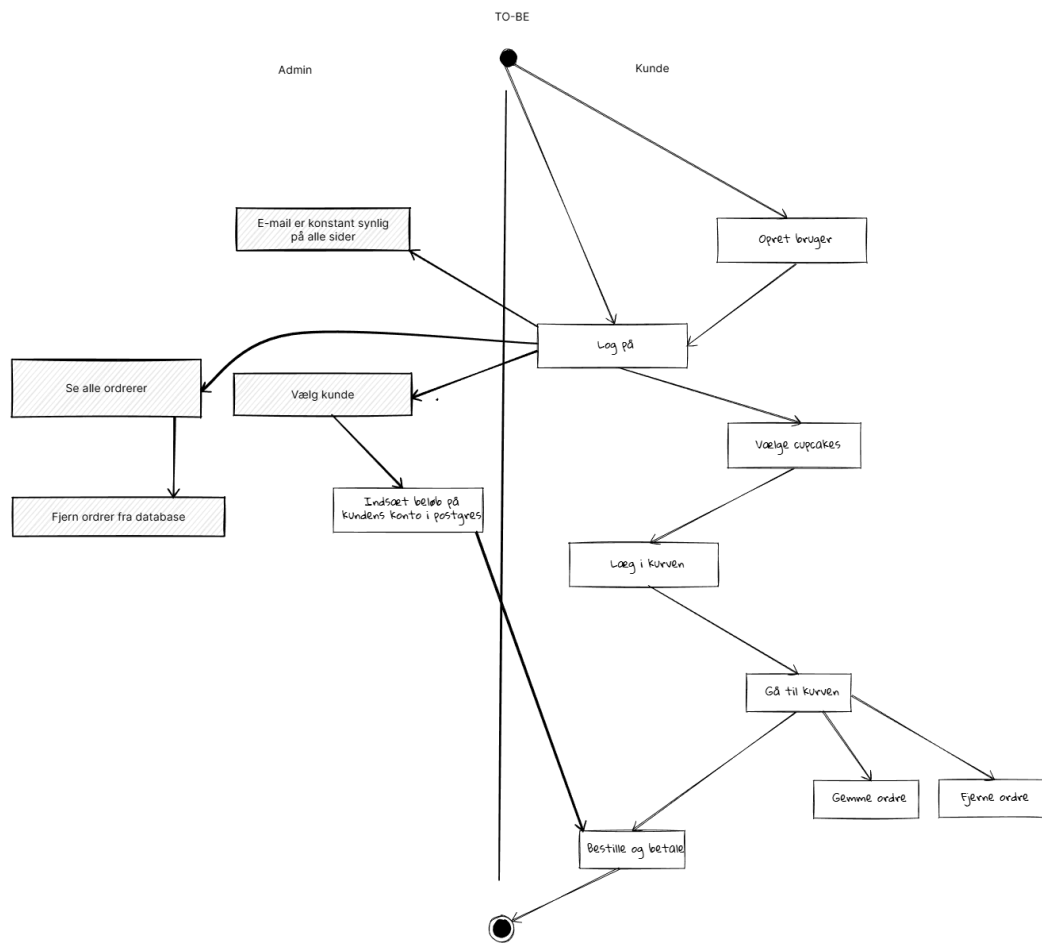 TO-BE
Admin
Kunde
E-mail er konstant synlig
på alle sider
Opret bruger
Log på
Se alle ordrerer
Vælg kunde
Vælge cupcakes
Indsæt beløb på
kundens konto i postgres
Fjern ordrer fra database
Læg i kurven
Gå til kurven
Gemme ordre
Fjerne ordre
Bestille og betale